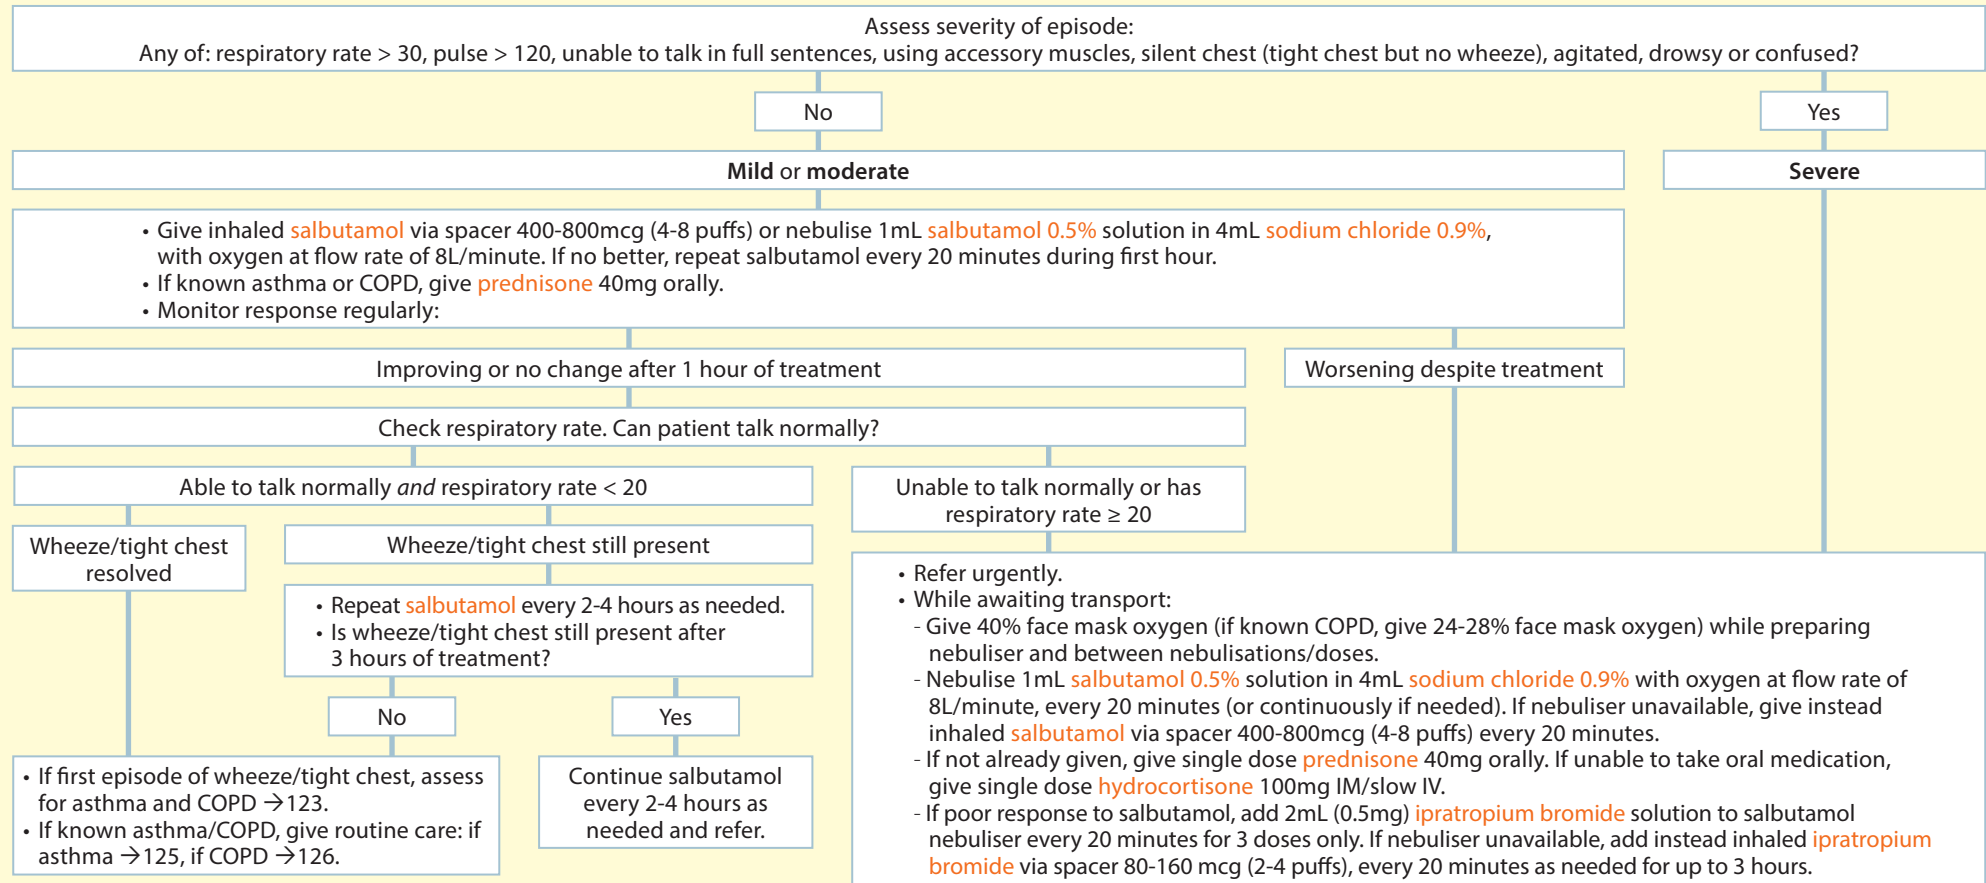 Assess severity of episode:
Any of: respiratory rate > 30, pulse > 120, unable to talk in full sentences, using accessory muscles, silent chest (tight chest but no wheeze), agitated, drowsy or confused?
No
Yes
Mild or moderate
Severe
• Give inhaled salbutamol via spacer 400-800mcg (4-8 puffs) or nebulise 1mL salbutamol 0.5% solution in 4mL sodium chloride 0.9%,
with oxygen at flow rate of 8L/minute. If no better, repeat salbutamol every 20 minutes during first hour.
• If known asthma or COPD, give prednisone 40mg orally.
• Monitor response regularly:
Improving or no change after 1 hour of treatment
Worsening despite treatment
Check respiratory rate. Can patient talk normally?
Able to talk normally and respiratory rate < 20
Unable to talk normally or has
respiratory rate ≥ 20
Wheeze/tight chest
resolved
Wheeze/tight chest still present
• Repeat salbutamol every 2-4 hours as needed.
• Is wheeze/tight chest still present after
3 hours of treatment?
No
Yes
• If first episode of wheeze/tight chest, assess
for asthma and COPD →123.
• If known asthma/COPD, give routine care: if
asthma →125, if COPD →126.
Continue salbutamol
every 2-4 hours as
needed and refer.
• Refer urgently.
• While awaiting transport:
- Give 40% face mask oxygen (if known COPD, give 24-28% face mask oxygen) while preparing
nebuliser and between nebulisations/doses.
- Nebulise 1mL salbutamol 0.5% solution in 4mL sodium chloride 0.9% with oxygen at flow rate of
8L/minute, every 20 minutes (or continuously if needed). If nebuliser unavailable, give instead
inhaled salbutamol via spacer 400-800mcg (4-8 puffs) every 20 minutes.
- If not already given, give single dose prednisone 40mg orally. If unable to take oral medication,
give single dose hydrocortisone 100mg IM/slow IV.
- If poor response to salbutamol, add 2mL (0.5mg) ipratropium bromide solution to salbutamol
nebuliser every 20 minutes for 3 doses only. If nebuliser unavailable, add instead inhaled ipratropium
bromide via spacer 80-160 mcg (2-4 puffs), every 20 minutes as needed for up to 3 hours.